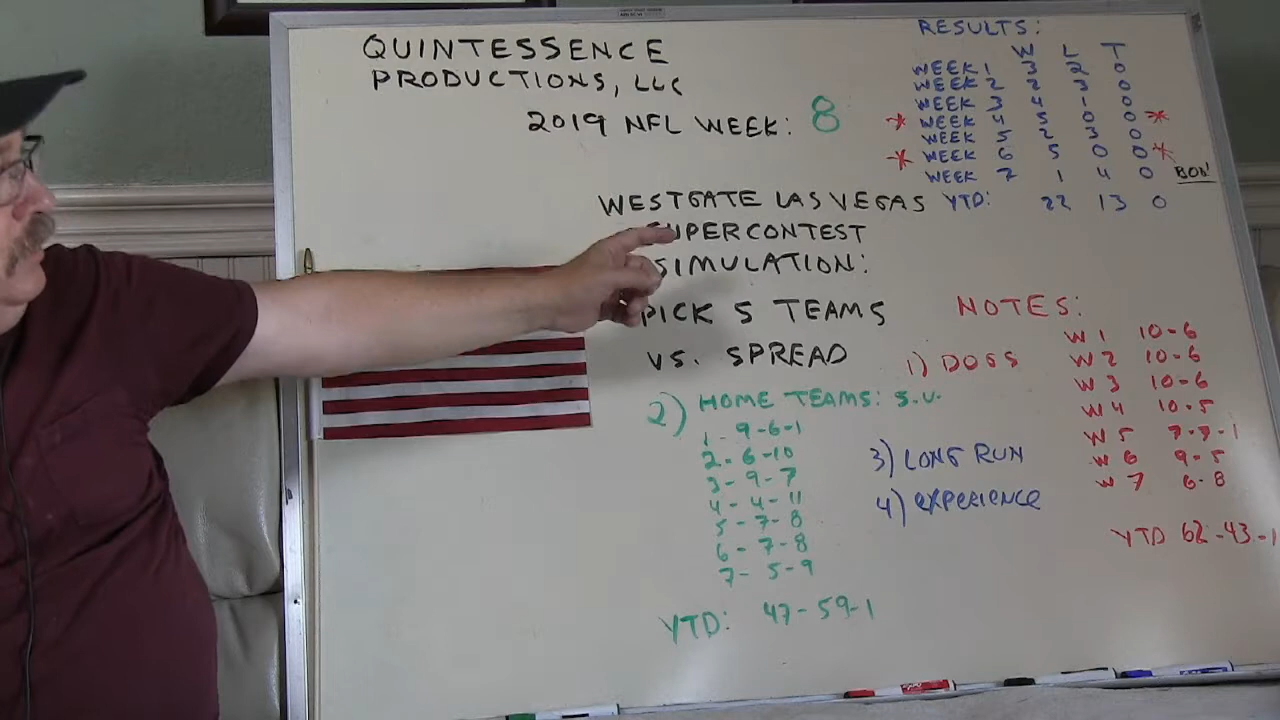 QUINTESSENCE
PRODUCTIONS, LLC
2019 NFL WEEK: 8
RESULTS:
W L T
WEEK 1 3 2 0
WEEK 2 2 3 0
WEEK 3 4 1 0
* WEEK 4 5 0 0 *
WEEK 5 2 3 0
* WEEK 6 5 0 0 *
WEEK 7 1 4 0
BOO!
YTD: 22 13 0
WESTGATE LAS VEGAS
SUPERCONTEST
SIMULATION:
PICK 5 TEAMS
VS. SPREAD
NOTES:
1) DOGS
W 1 10-6
W 2 10-6
W 3 10-6
W 4 10-5
W 5 7-7-1
W 6 9-5
W 7 6-8
YTD 62-43-1
2) HOME TEAMS: S.U.
1- 9-6-1
2- 6-10
3- 9-7
4- 4-11
5- 7-8
6- 7-8
7- 5-9
YTD: 47-59-1
3) LONG RUN
4) EXPERIENCE